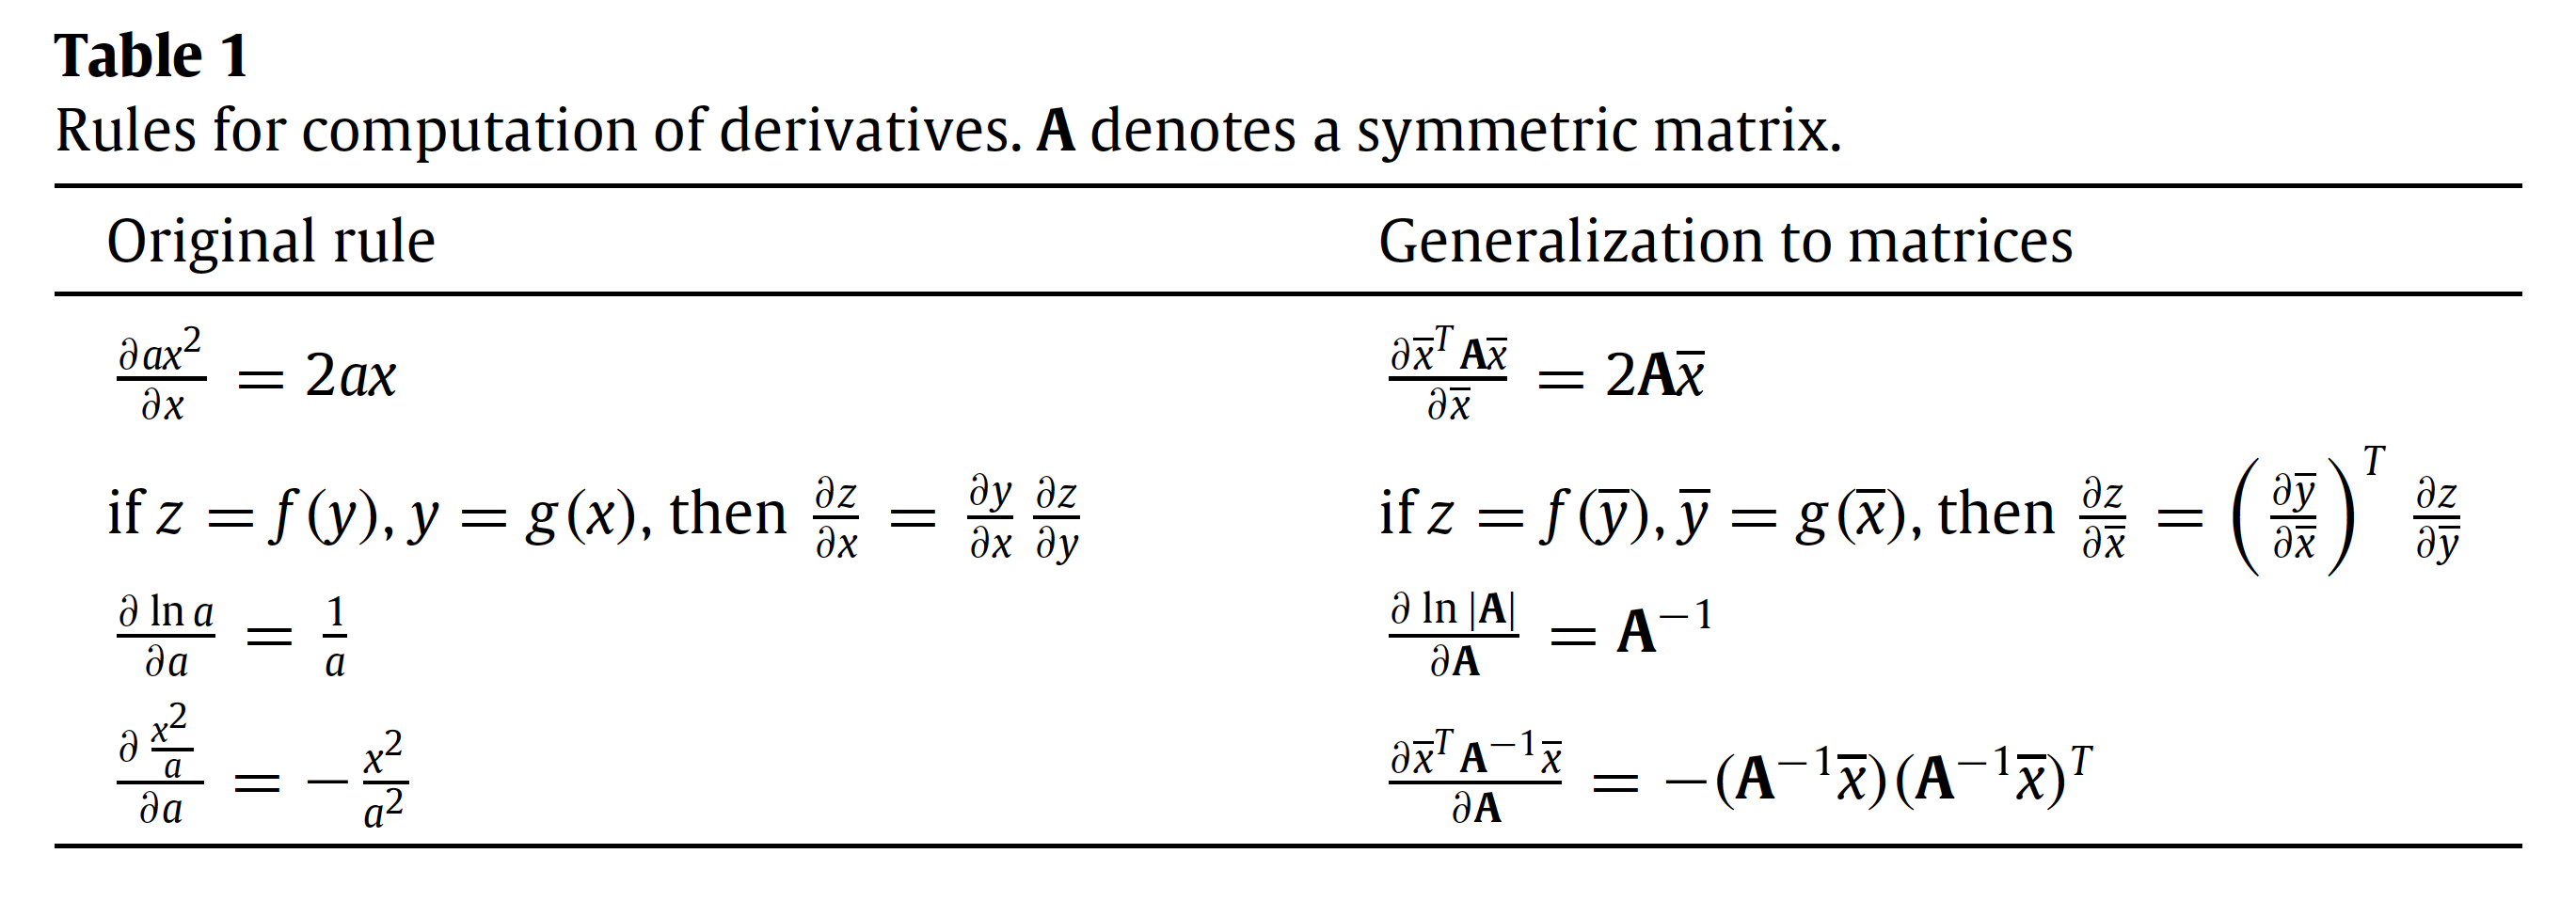 Table 1
Rules for computation of derivatives. A denotes a symmetric matrix.
Original rule Generalization to matrices
$\frac{\partial ax^2}{\partial x} = 2ax$ $\frac{\partial \overline{x}^T \mathbf{A} \overline{x}}{\partial \overline{x}} = 2\mathbf{A}\overline{x}$
if $z = f(y), y = g(x)$, then $\frac{\partial z}{\partial x} = \frac{\partial y}{\partial x} \frac{\partial z}{\partial y}$ if $z = f(\overline{y}), \overline{y} = g(\overline{x})$, then $\frac{\partial z}{\partial \overline{x}} = \left(\frac{\partial \overline{y}}{\partial \overline{x}}\right)^T \frac{\partial z}{\partial \overline{y}}$
$\frac{\partial \ln a}{\partial a} = \frac{1}{a}$ $\frac{\partial \ln |\mathbf{A}|}{\partial \mathbf{A}} = \mathbf{A}^{-1}$
$\frac{\partial \frac{x^2}{a}}{\partial a} = -\frac{x^2}{a^2}$ $\frac{\partial \overline{x}^T \mathbf{A}^{-1} \overline{x}}{\partial \mathbf{A}} = -(\mathbf{A}^{-1}\overline{x})(\mathbf{A}^{-1}\overline{x})^T$